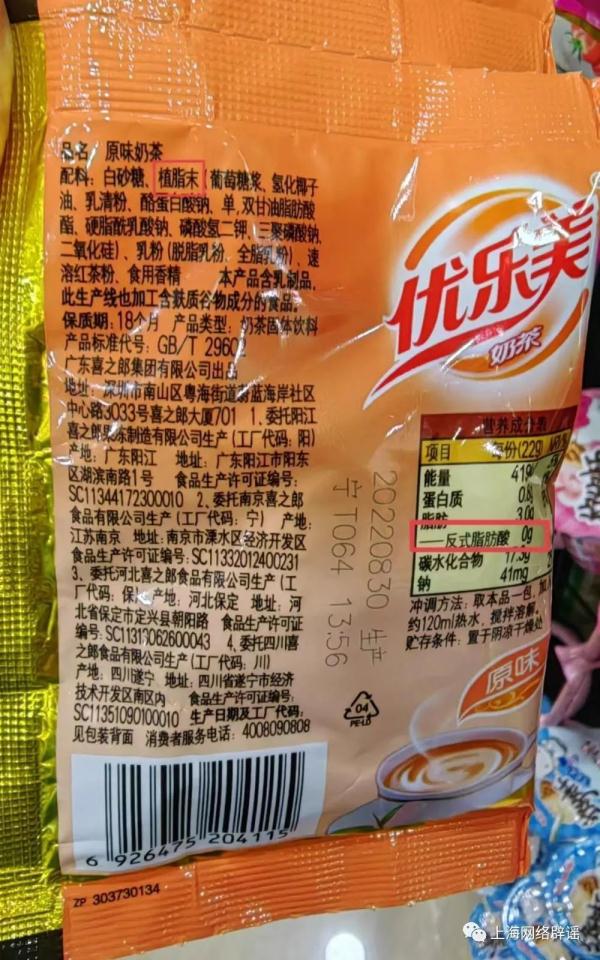 品名：原味奶茶
配料：白砂糖、植脂末（葡萄糖浆、氢化椰子
油、乳清粉、酪蛋白酸钠、单,双甘油脂肪酸
酯、硬脂酰乳酸钠、磷酸氢二钾、三聚磷酸钠、
二氧化硅）、乳粉（脱脂乳粉、全脂乳粉）、速
溶红茶粉、食用香精 本产品含乳制品,
此生产线也加工含麸质谷物成分的食品。
保质期：18个月 产品类型：奶茶固体饮料
产品标准代号：GB/T 29602
广东喜之郎集团有限公司出品
地址：深圳市南山区粤海街道蔚蓝海岸社区
中心路3033号喜之郎大厦701 1、委托阳江
喜之郎果冻制造有限公司生产（工厂代码：阳）
产地：广东阳江 地址：广东阳江市阳东
区湖滨南路1号 食品生产许可证编号：
SC11344172300010 2、委托南京喜之郎
食品有限公司生产（工厂代码：宁） 产地：
江苏南京 地址：南京市溧水区经济开发区
食品生产许可证编号：SC11332012400231
3、委托河北喜之郎食品有限公司生产（工厂
代码：保） 产地：河北保定 地址：河
北省保定市定兴县朝阳路 食品生产许可证
编号：SC11313062600043 4、委托四川喜
之郎食品有限公司生产（工厂代码：川）
产地：四川遂宁 地址：四川省遂宁市经济
技术开发区南区内 食品生产许可证编号：
SC11351090100010 生产日期及工厂代码：
见包装背面 消费者服务电话：4008090808
优乐美
奶茶
营养成分表
项目 每份(22g)
能量 419
蛋白质 0.8
脂肪 3.0g
—反式脂肪酸 0g
碳水化合物 17.5g
钠 41mg
冲调方法：取本品一包，加入
约120ml热水，搅拌溶解。
贮存条件：置于阴凉干燥处
20220830 生产
宁T064 13:56
原味
04
PE-LD
6 926475 204115
ZP 303730134
上海网络辟谣